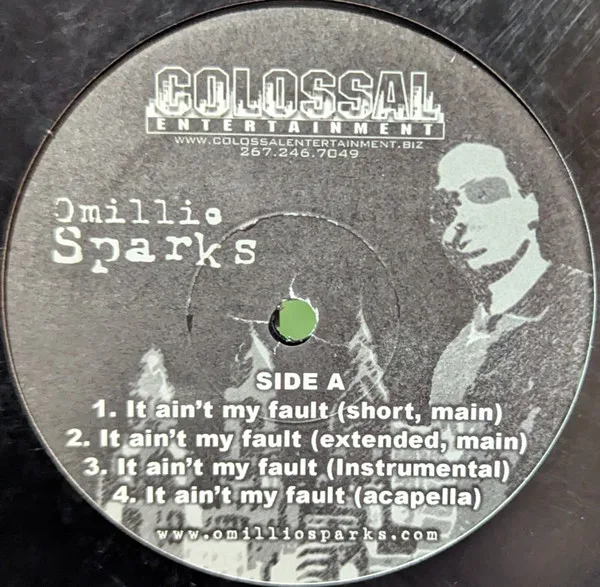 COLOSSAL
ENTERTAINMENT
WWW.COLOSSALENTERTAINMENT.BIZ
267.246.7049
Omillio
Sparks
SIDE A
1. It ain't my fault (short, main)
2. It ain't my fault (extended, main)
3. It ain't my fault (Instrumental)
4. It ain't my fault (acapella)
www.omilliosparks.com